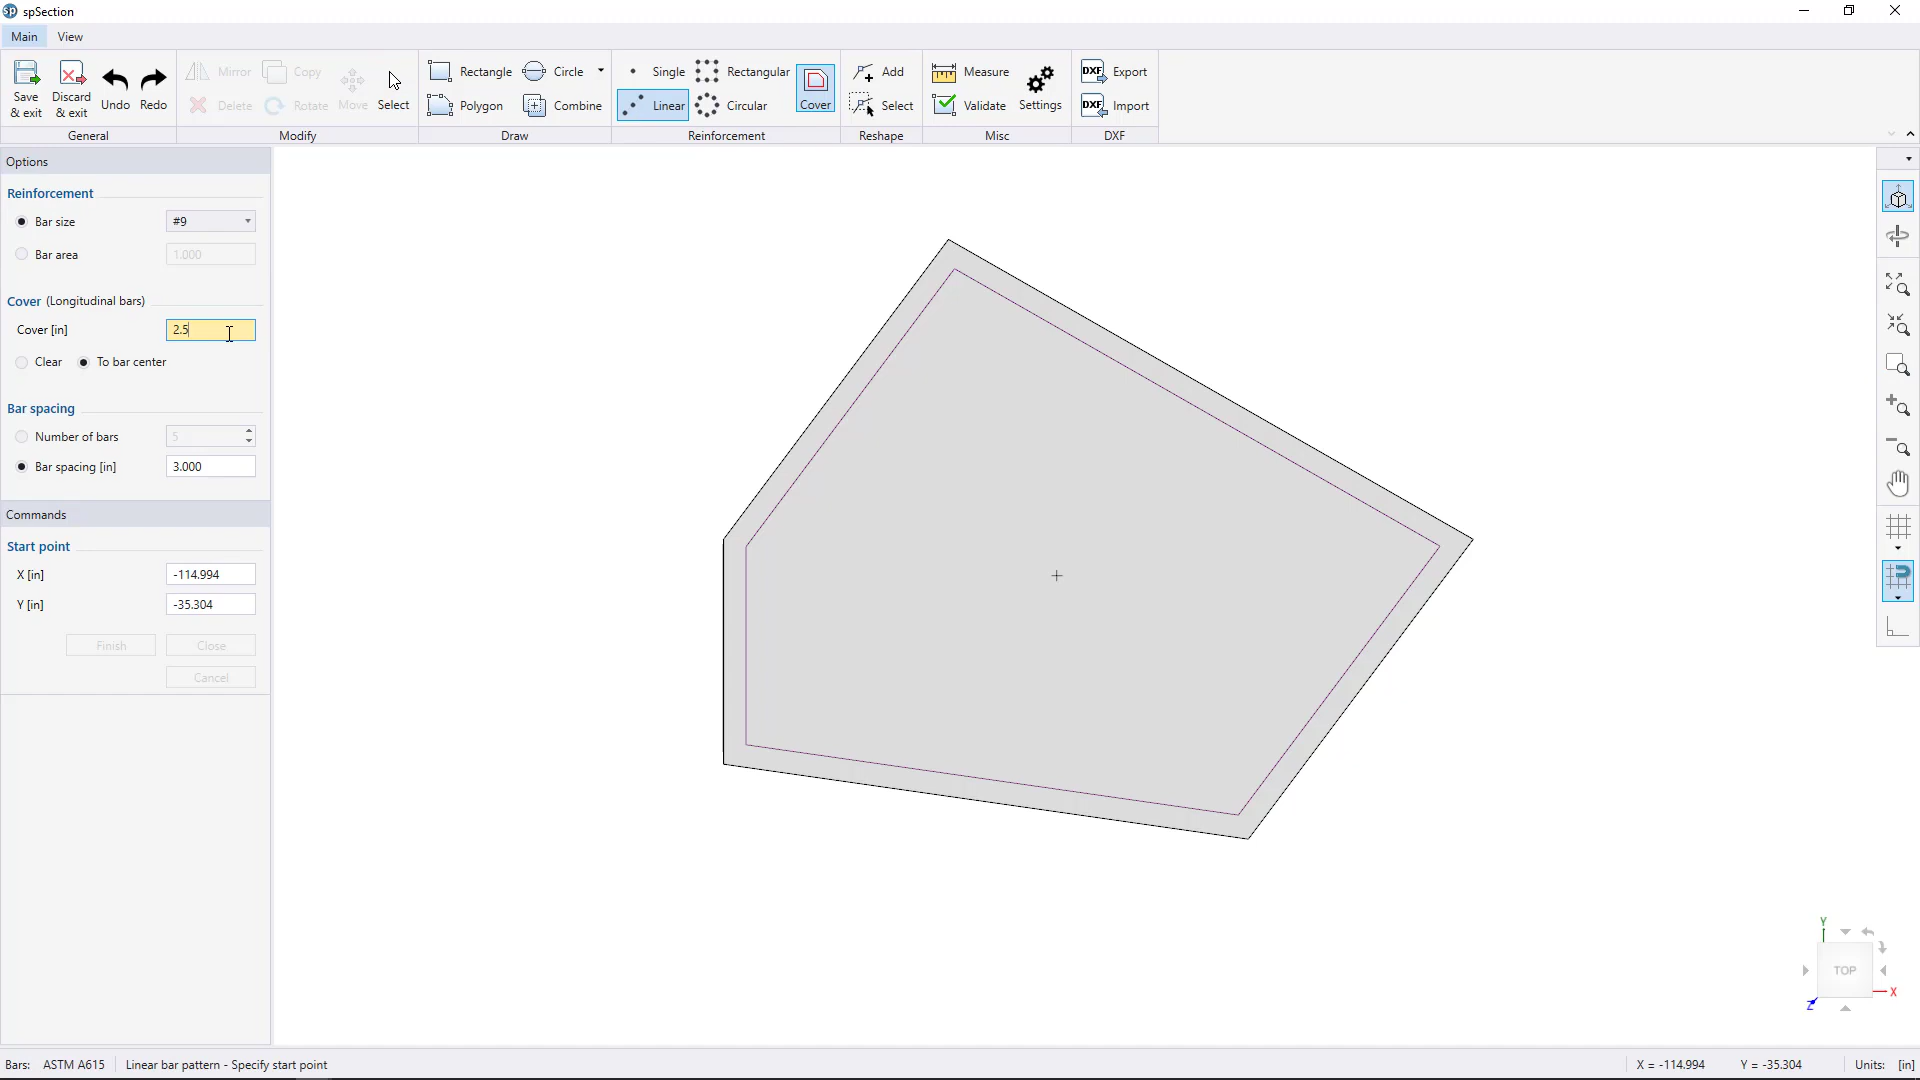 spSection
Main View
Save & exit
Discard & exit
Undo
Redo
General
Mirror
Copy
Delete
Rotate
Move
Select
Modify
Rectangle
Circle
Polygon
Combine
Draw
Single
Rectangular
Linear
Circular
Cover
Reinforcement
Add
Select
Reshape
Measure
Validate
Settings
Misc
DXF Export
DXF Import
DXF
Options
Reinforcement
Bar size #9
Bar area 1.000
Cover (Longitudinal bars)
Cover [in] 2.5
Clear To bar center
Bar spacing
Number of bars 5
Bar spacing [in] 3.000
Commands
Start point
X [in] -114.994
Y [in] -35.304
Finish Close
Cancel
Y
TOP
X
Z
Bars: ASTM A615 Linear bar pattern - Specify start point X = -114.994 Y = -35.304 Units: [in]